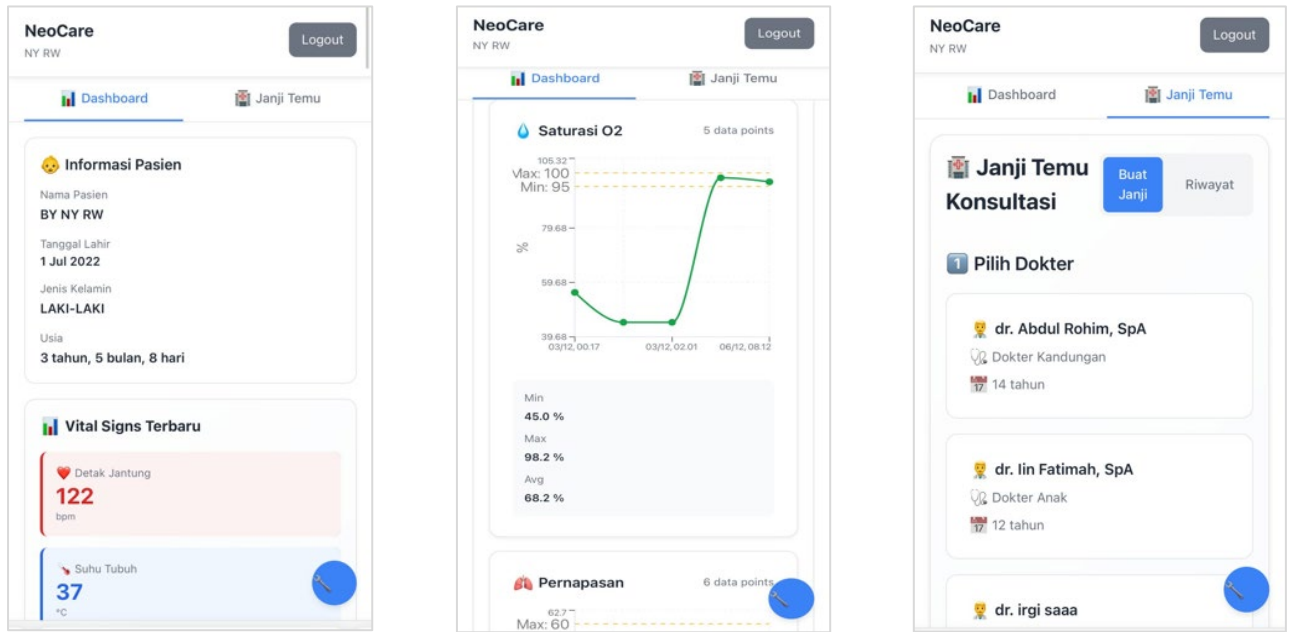 NeoCare
NY RW
Logout
Dashboard
Janji Temu
Informasi Pasien
Nama Pasien
BY NY RW
Tanggal Lahir
1 Jul 2022
Jenis Kelamin
LAKI-LAKI
Usia
3 tahun, 5 bulan, 8 hari
Vital Signs Terbaru
Detak Jantung
122
bpm
Suhu Tubuh
37
°C
NeoCare
NY RW
Logout
Dashboard
Janji Temu
Saturasi O2
5 data points
105.32
Max: 100
Min: 95
79.68
%
59.68
39.68
03/12, 00.17
03/12, 02.01
06/12, 08.12
Min
45.0 %
Max
98.2 %
Avg
68.2 %
Pernapasan
6 data points
62.7
Max: 60
NeoCare
NY RW
Logout
Dashboard
Janji Temu
Janji Temu
Konsultasi
Buat
Janji
Riwayat
1 Pilih Dokter
dr. Abdul Rohim, SpA
Dokter Kandungan
17 14 tahun
dr. Iin Fatimah, SpA
Dokter Anak
17 12 tahun
dr. irgi saaa